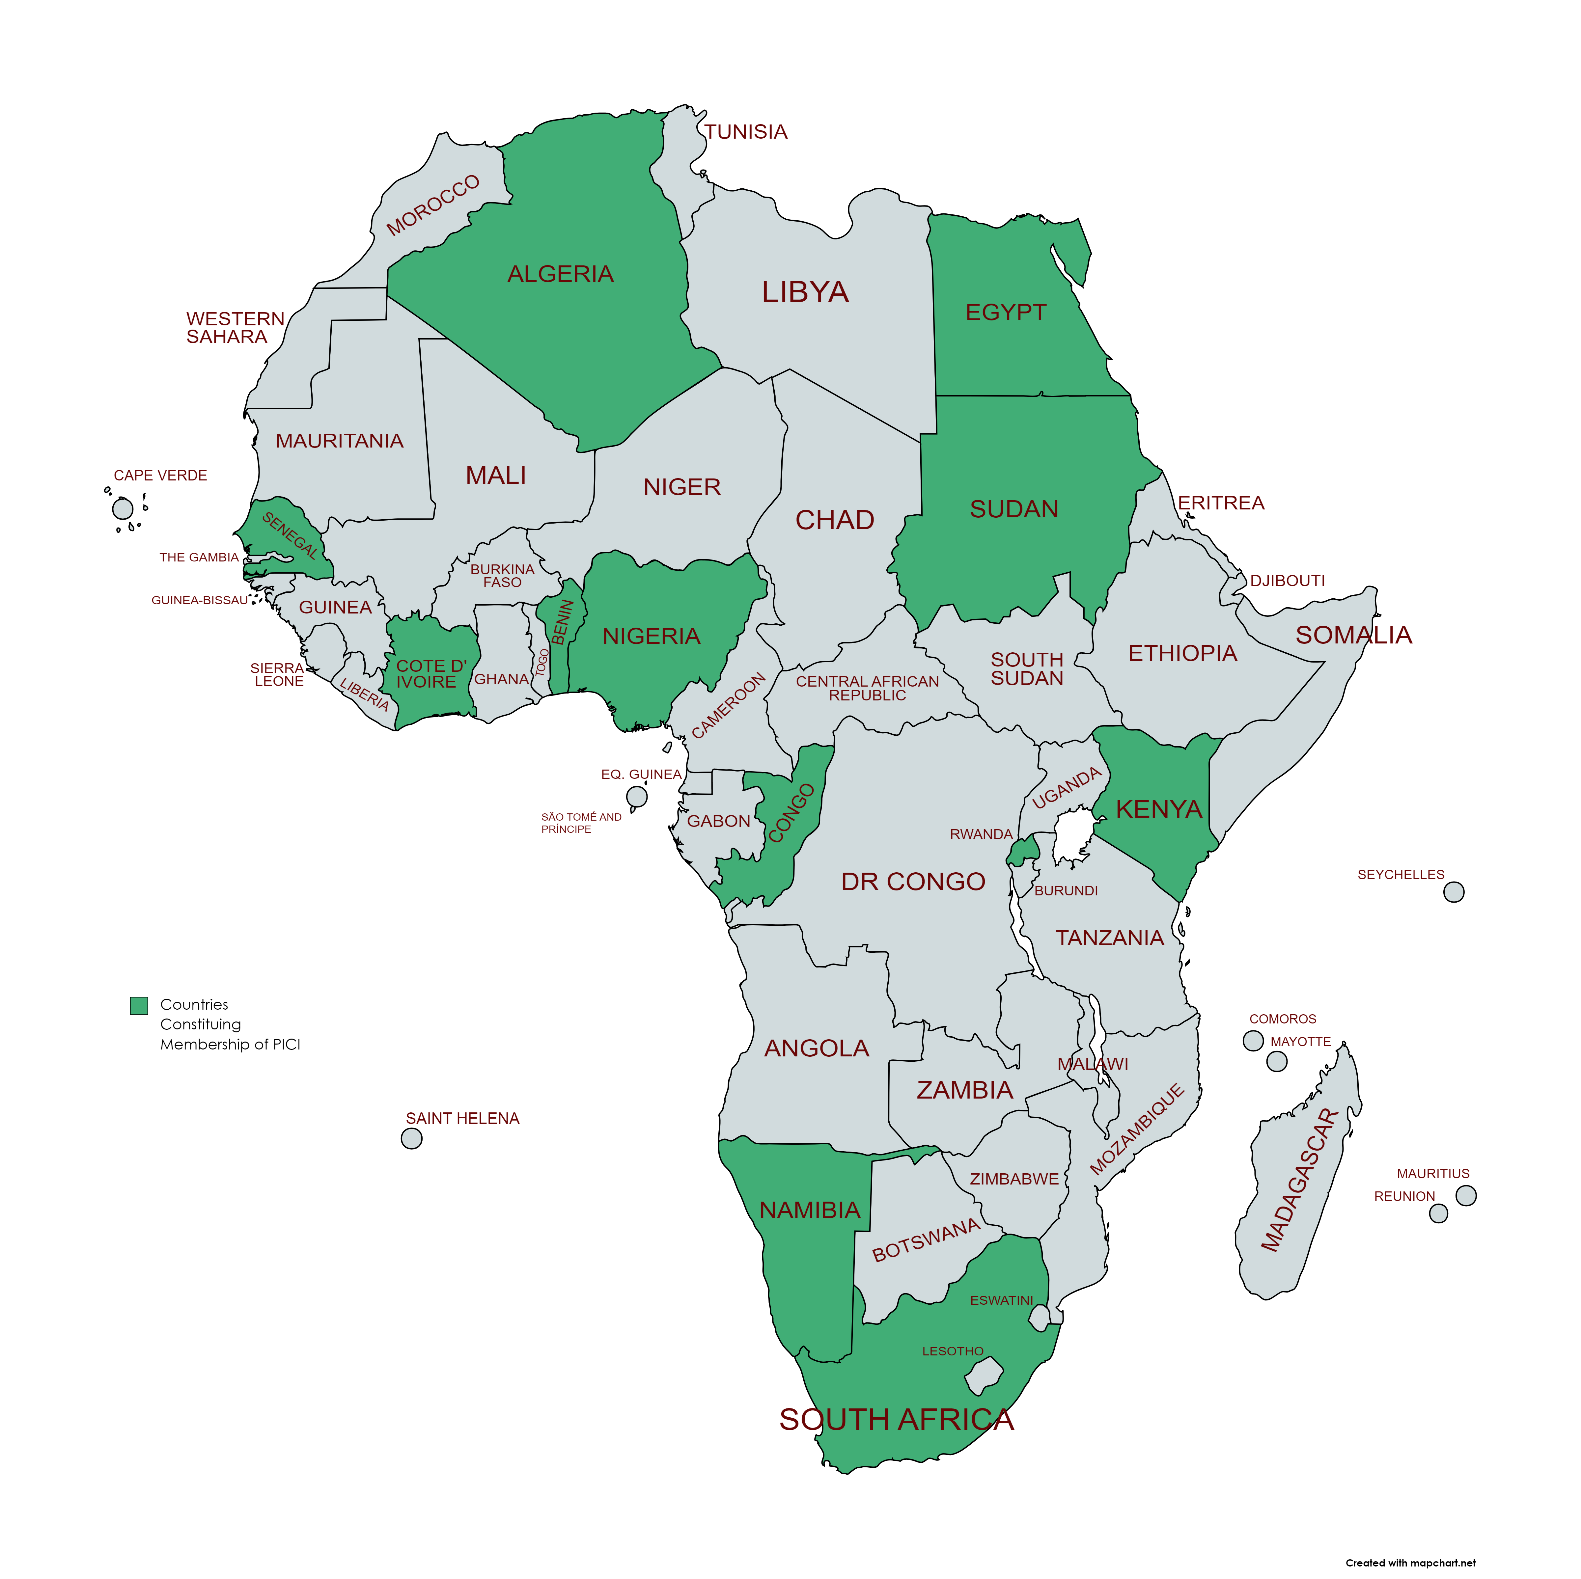 TUNISIA
MOROCCO
ALGERIA
LIBYA
EGYPT
WESTERN
SAHARA
MAURITANIA
MALI
NIGER
CHAD
SUDAN
ERITREA
CAPE VERDE
SENEGAL
THE GAMBIA
GUINEA-BISSAU
GUINEA
BURKINA
FASO
DJIBOUTI
SOMALIA
ETHIOPIA
SOUTH
SUDAN
NIGERIA
BENIN
TOGO
GHANA
COTE D'
IVOIRE
SIERRA
LEONE
LIBERIA
CENTRAL AFRICAN
REPUBLIC
CAMEROON
EQ. GUINEA
SÃO TOMÉ AND
PRÍNCIPE
GABON
CONGO
DR CONGO
UGANDA
KENYA
RWANDA
BURUNDI
TANZANIA
SEYCHELLES
Countries
Constituing
Membership of PICI
ANGOLA
ZAMBIA
MALAWI
MOZAMBIQUE
COMOROS
MAYOTTE
MADAGASCAR
MAURITIUS
REUNION
SAINT HELENA
NAMIBIA
ZIMBABWE
BOTSWANA
ESWATINI
LESOTHO
SOUTH AFRICA
Created with mapchart.net